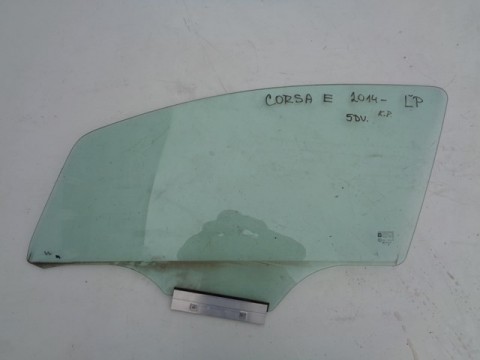 CORSA E 2014- LP
5DV. K.P.